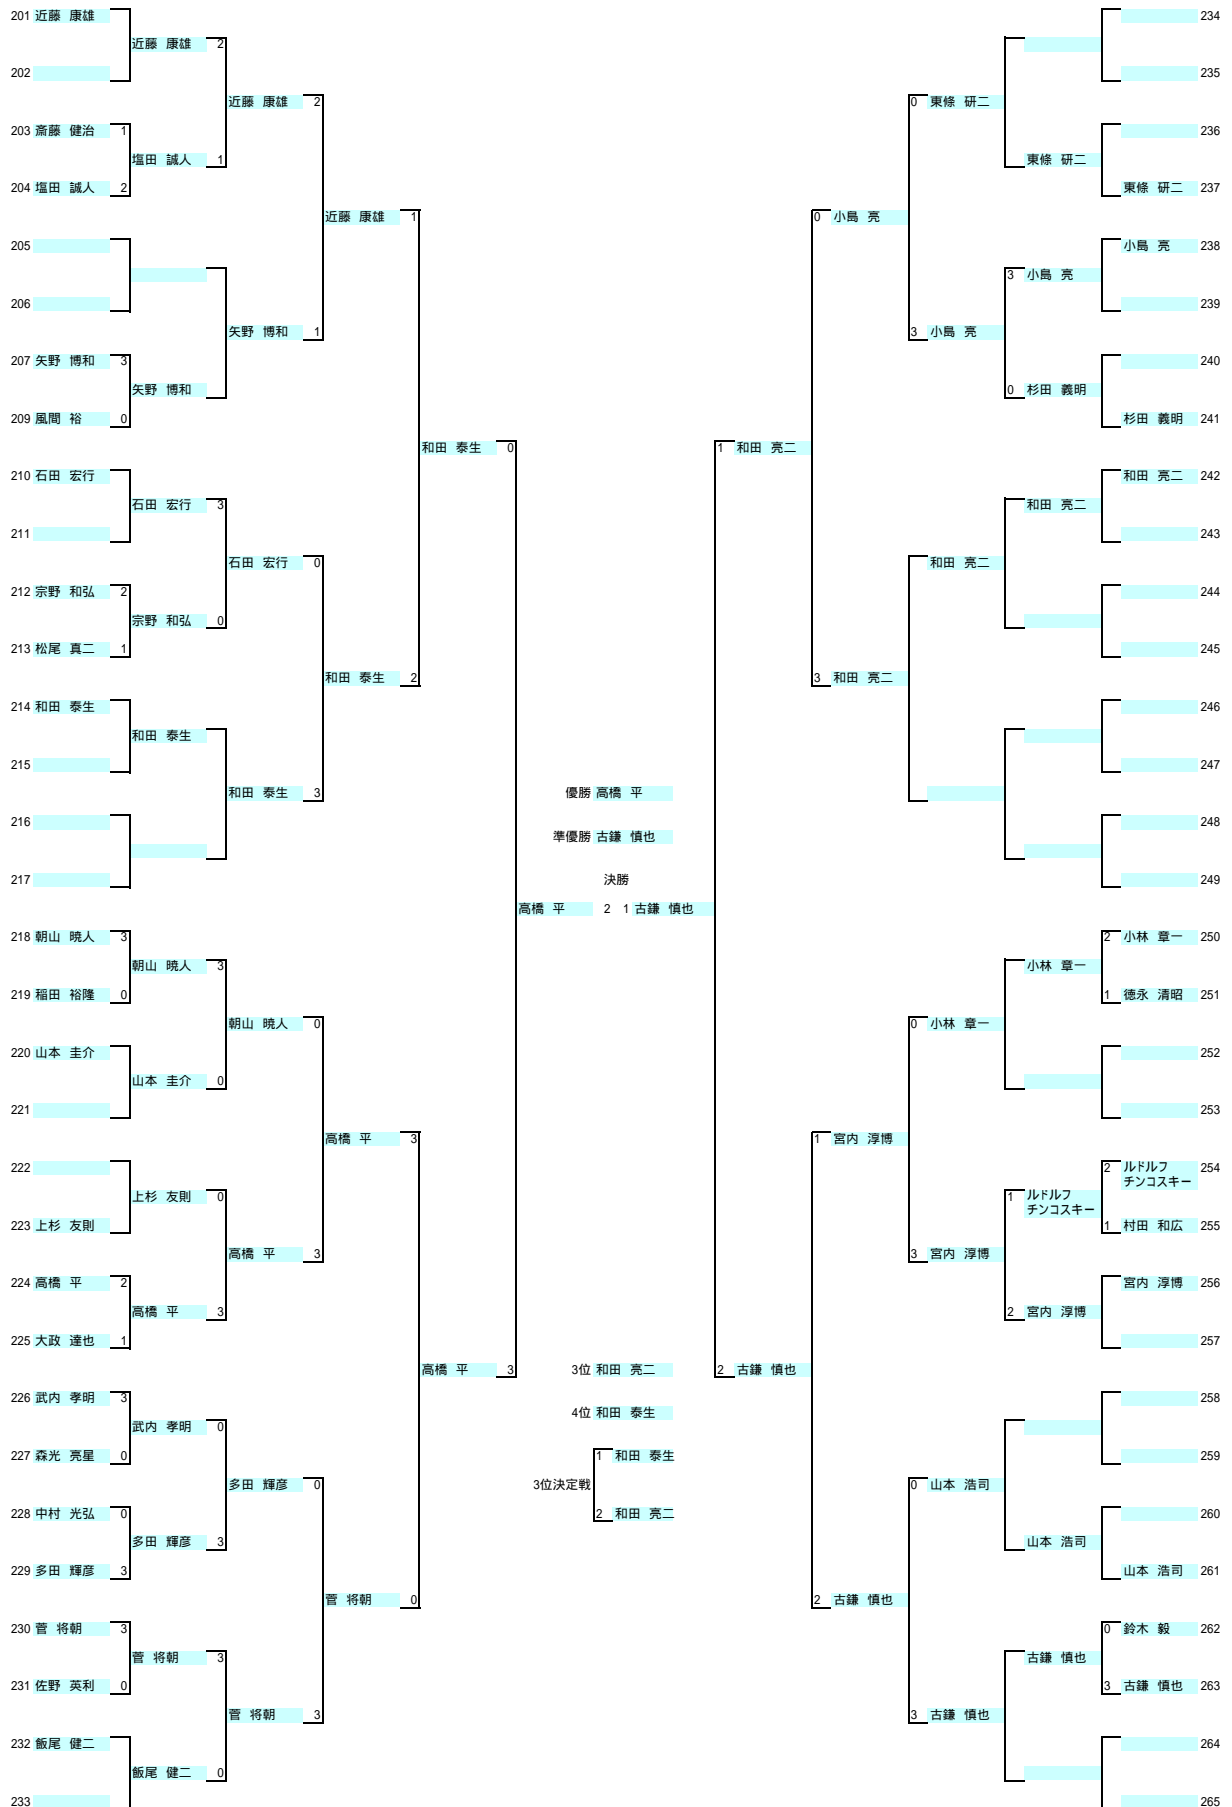 201 近藤 康雄
近藤 康雄 2
202
近藤 康雄 2
203 斎藤 健治 1
塩田 誠人 1
204 塩田 誠人 2
近藤 康雄 1
205
206
矢野 博和 1
207 矢野 博和 3
矢野 博和
209 風間 裕 0
和田 泰生 0
210 石田 宏行
石田 宏行 3
211
石田 宏行 0
212 宗野 和弘 2
宗野 和弘 0
213 松尾 真二 1
和田 泰生 2
214 和田 泰生
和田 泰生
215
和田 泰生 3
216
217
218 朝山 暁人 3
朝山 暁人 3
219 稲田 裕隆 0
朝山 暁人 0
220 山本 圭介
山本 圭介 0
221
高橋 平 3
222
上杉 友則 0
223 上杉 友則
高橋 平 3
224 高橋 平 2
高橋 平 3
225 大政 達也 1
高橋 平 3
226 武内 孝明 3
武内 孝明 0
227 森光 亮星 0
多田 輝彦 0
228 中村 光弘 0
多田 輝彦 3
229 多田 輝彦 3
菅 将朝 0
230 菅 将朝 3
菅 将朝 3
231 佐野 英利 0
菅 将朝 3
232 飯尾 健二
飯尾 健二 0
233
優勝 高橋 平
準優勝 古鎌 慎也
決勝
高橋 平 2 1 古鎌 慎也
3位 和田 亮二
4位 和田 泰生
1 和田 泰生
3位決定戦
2 和田 亮二
234
235
0 東條 研二
236
東條 研二
東條 研二 237
0 小島 亮
小島 亮 238
3 小島 亮
239
3 小島 亮
240
0 杉田 義明
杉田 義明 241
1 和田 亮二
和田 亮二 242
和田 亮二
243
和田 亮二
244
245
3 和田 亮二
246
247
248
249
2 小林 章一 250
小林 章一
1 徳永 清昭 251
0 小林 章一
252
253
1 宮内 淳博
2 ルドルフ 254
チンコスキー
1 ルドルフ
チンコスキー
1 村田 和広 255
3 宮内 淳博
宮内 淳博 256
2 宮内 淳博
257
2 古鎌 慎也
258
259
0 山本 浩司
260
山本 浩司
山本 浩司 261
2 古鎌 慎也
0 鈴木 毅 262
古鎌 慎也
3 古鎌 慎也 263
3 古鎌 慎也
264
265